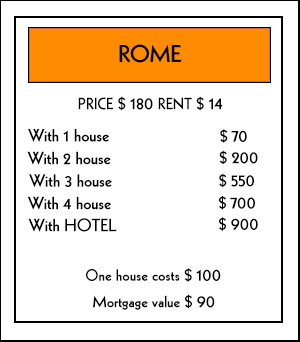 ROME
PRICE $ 180 RENT $ 14
With 1 house $ 70
With 2 house $ 200
With 3 house $ 550
With 4 house $ 700
With HOTEL $ 900
One house costs $ 100
Mortgage value $ 90